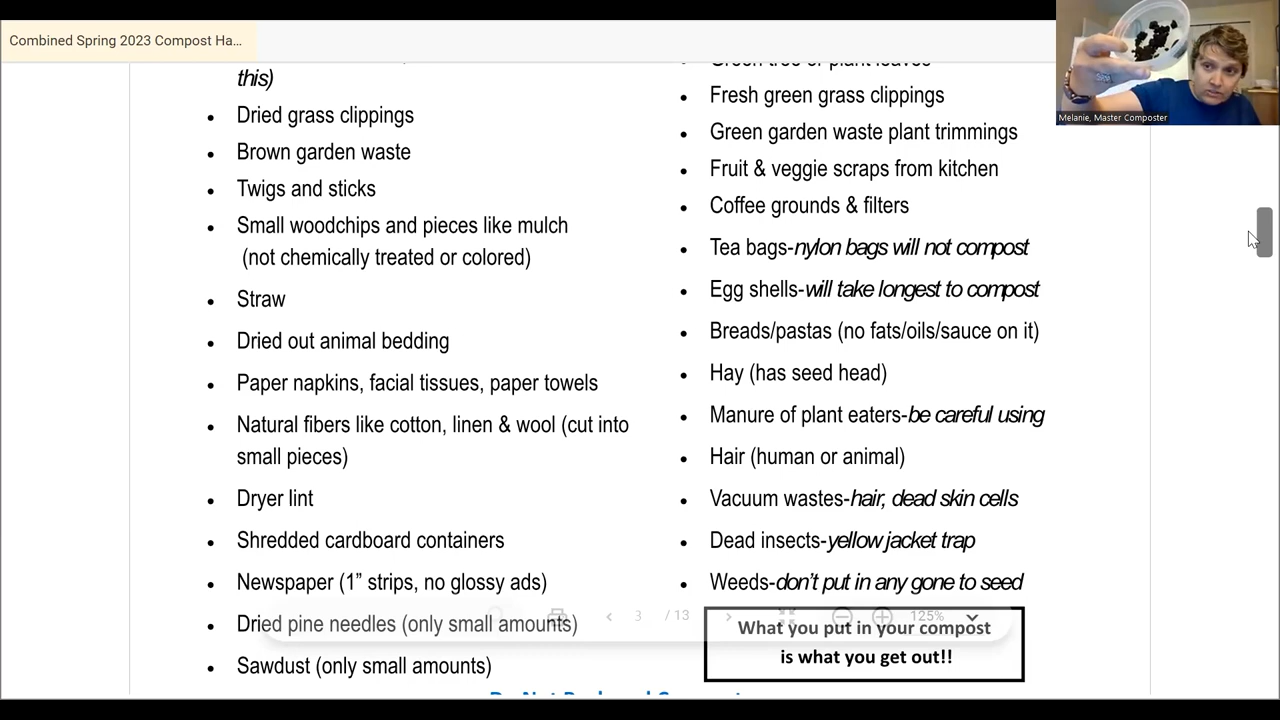 Combined Spring 2023 Compost Ha...
this)
Dried grass clippings
Brown garden waste
Twigs and sticks
Small woodchips and pieces like mulch
(not chemically treated or colored)
Straw
Dried out animal bedding
Paper napkins, facial tissues, paper towels
Natural fibers like cotton, linen & wool (cut into
small pieces)
Dryer lint
Shredded cardboard containers
Newspaper (1” strips, no glossy ads)
Dried pine needles (only small amounts)
Sawdust (only small amounts)
Green tree or plant leaves
Fresh green grass clippings
Green garden waste plant trimmings
Fruit & veggie scraps from kitchen
Coffee grounds & filters
Tea bags-nylon bags will not compost
Egg shells-will take longest to compost
Breads/pastas (no fats/oils/sauce on it)
Hay (has seed head)
Manure of plant eaters-be careful using
Hair (human or animal)
Vacuum wastes-hair, dead skin cells
Dead insects-yellow jacket trap
Weeds-don’t put in any gone to seed
What you put in your compost
is what you get out!!
3 / 13
125%
Melanie, Master Composter